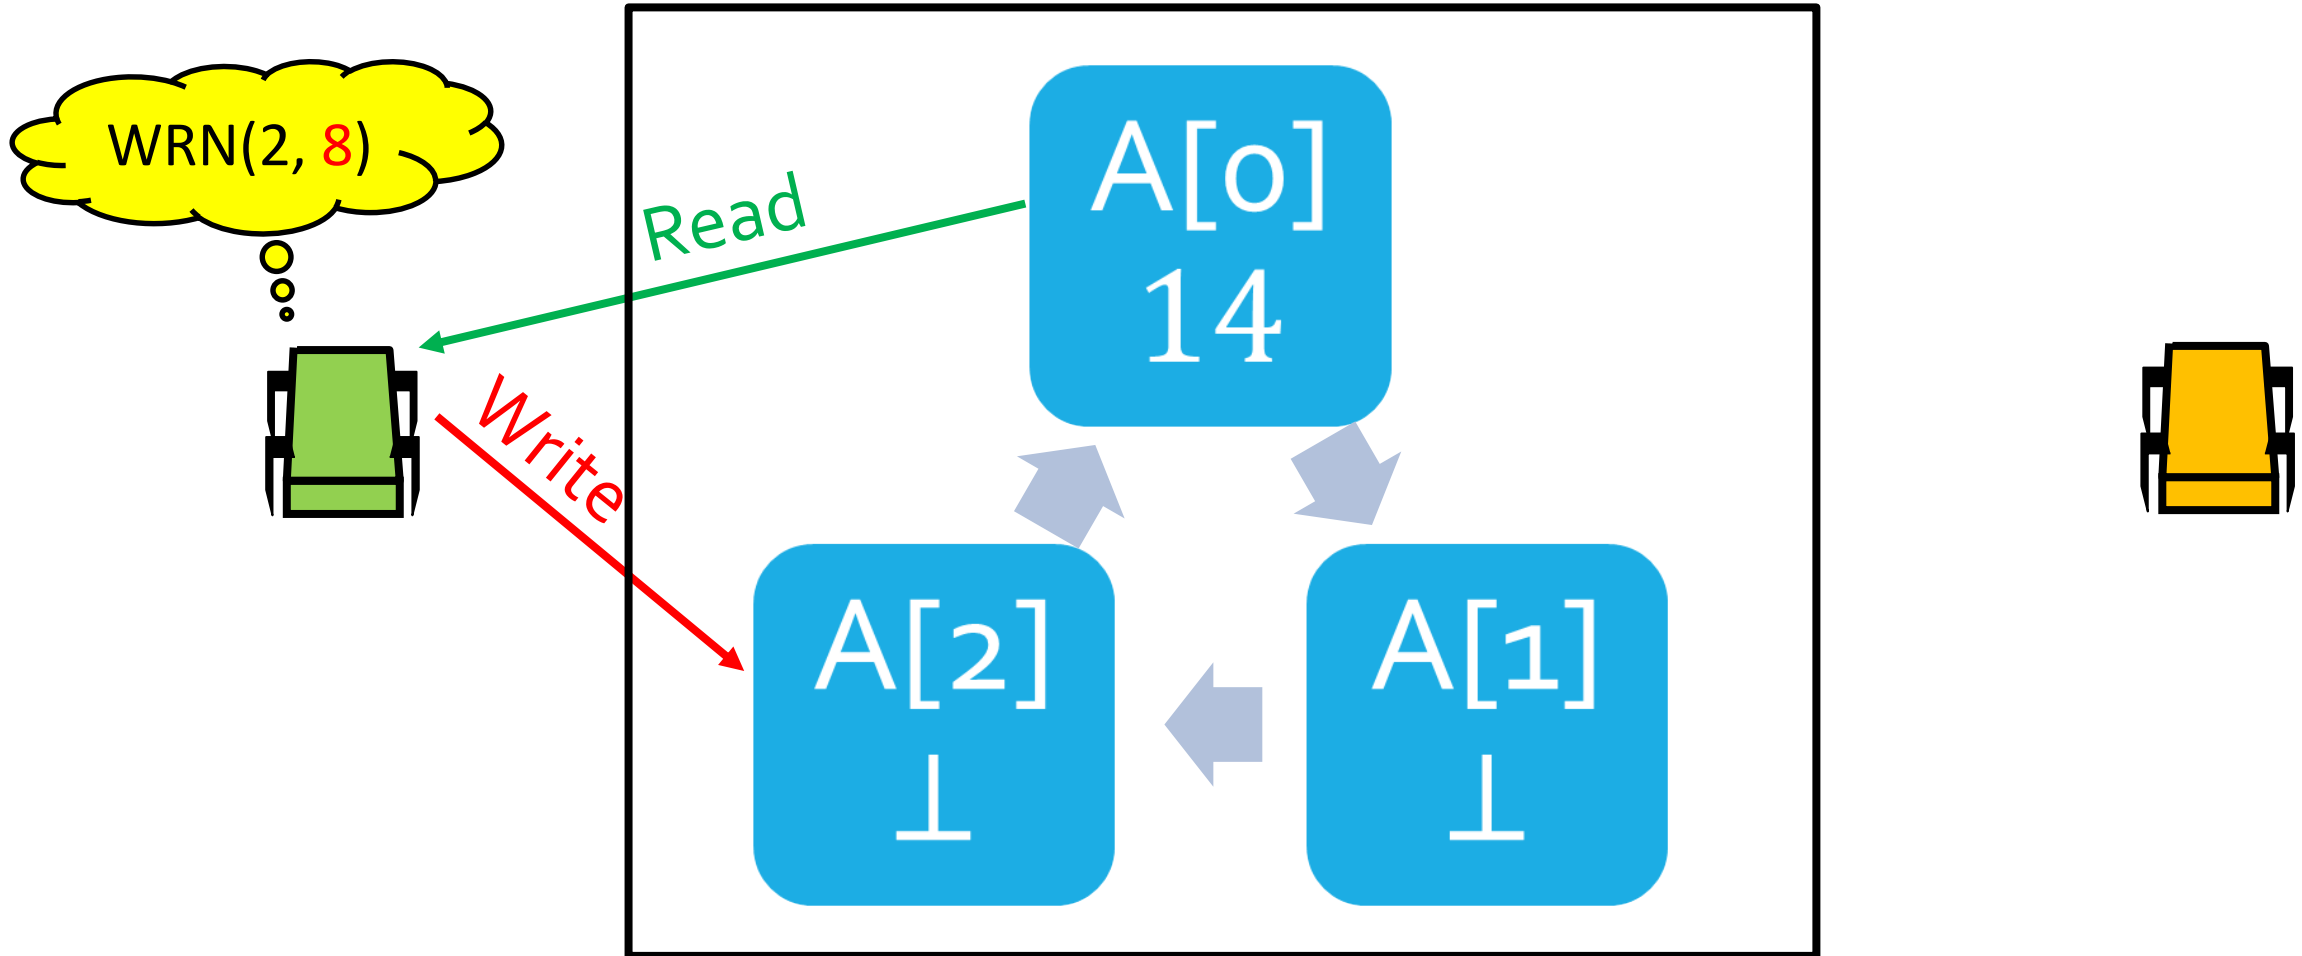 WRN(2, 8)
Read
Write
A[0]
14
A[2]
⊥
A[1]
⊥